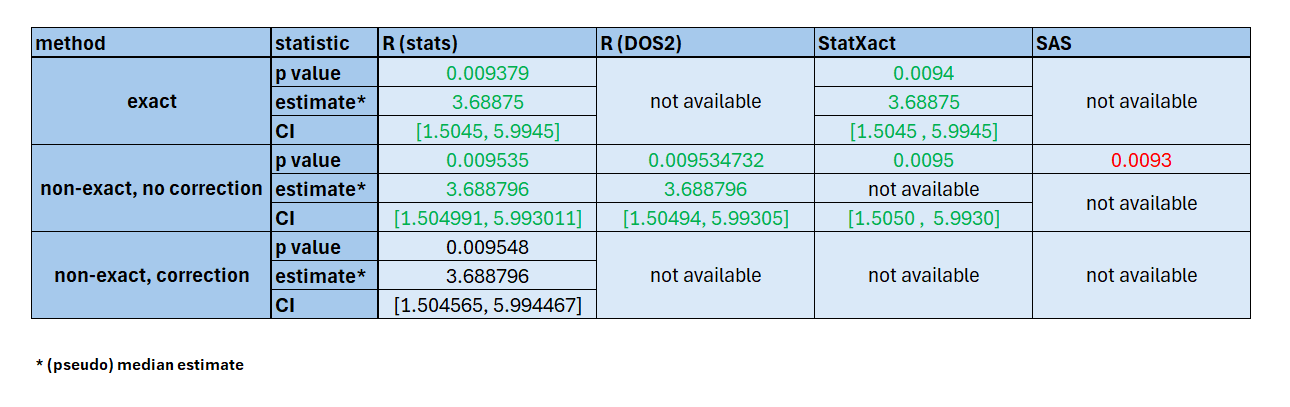 method statistic R (stats) R (DOS2) StatXact SAS
p value 0.009379 0.0094
exact estimate* 3.68875 not available 3.68875 not available
CI [1.5045, 5.9945] [1.5045 , 5.9945]
p value 0.009535 0.009534732 0.0095 0.0093
non-exact, no correction estimate* 3.688796 3.688796 not available not available
CI [1.504991, 5.993011] [1.50494, 5.99305] [1.5050 , 5.9930]
p value 0.009548
non-exact, correction estimate* 3.688796 not available not available not available
CI [1.504565, 5.994467]
* (pseudo) median estimate